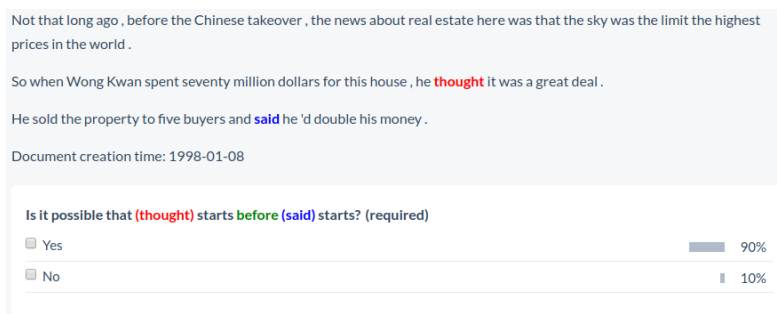 Not that long ago , before the Chinese takeover , the news about real estate here was that the sky was the limit the highest
prices in the world .
So when Wong Kwan spent seventy million dollars for this house , he thought it was a great deal .
He sold the property to five buyers and said he 'd double his money .
Document creation time: 1998-01-08
Is it possible that (thought) starts before (said) starts? (required)
Yes 90%
No 10%